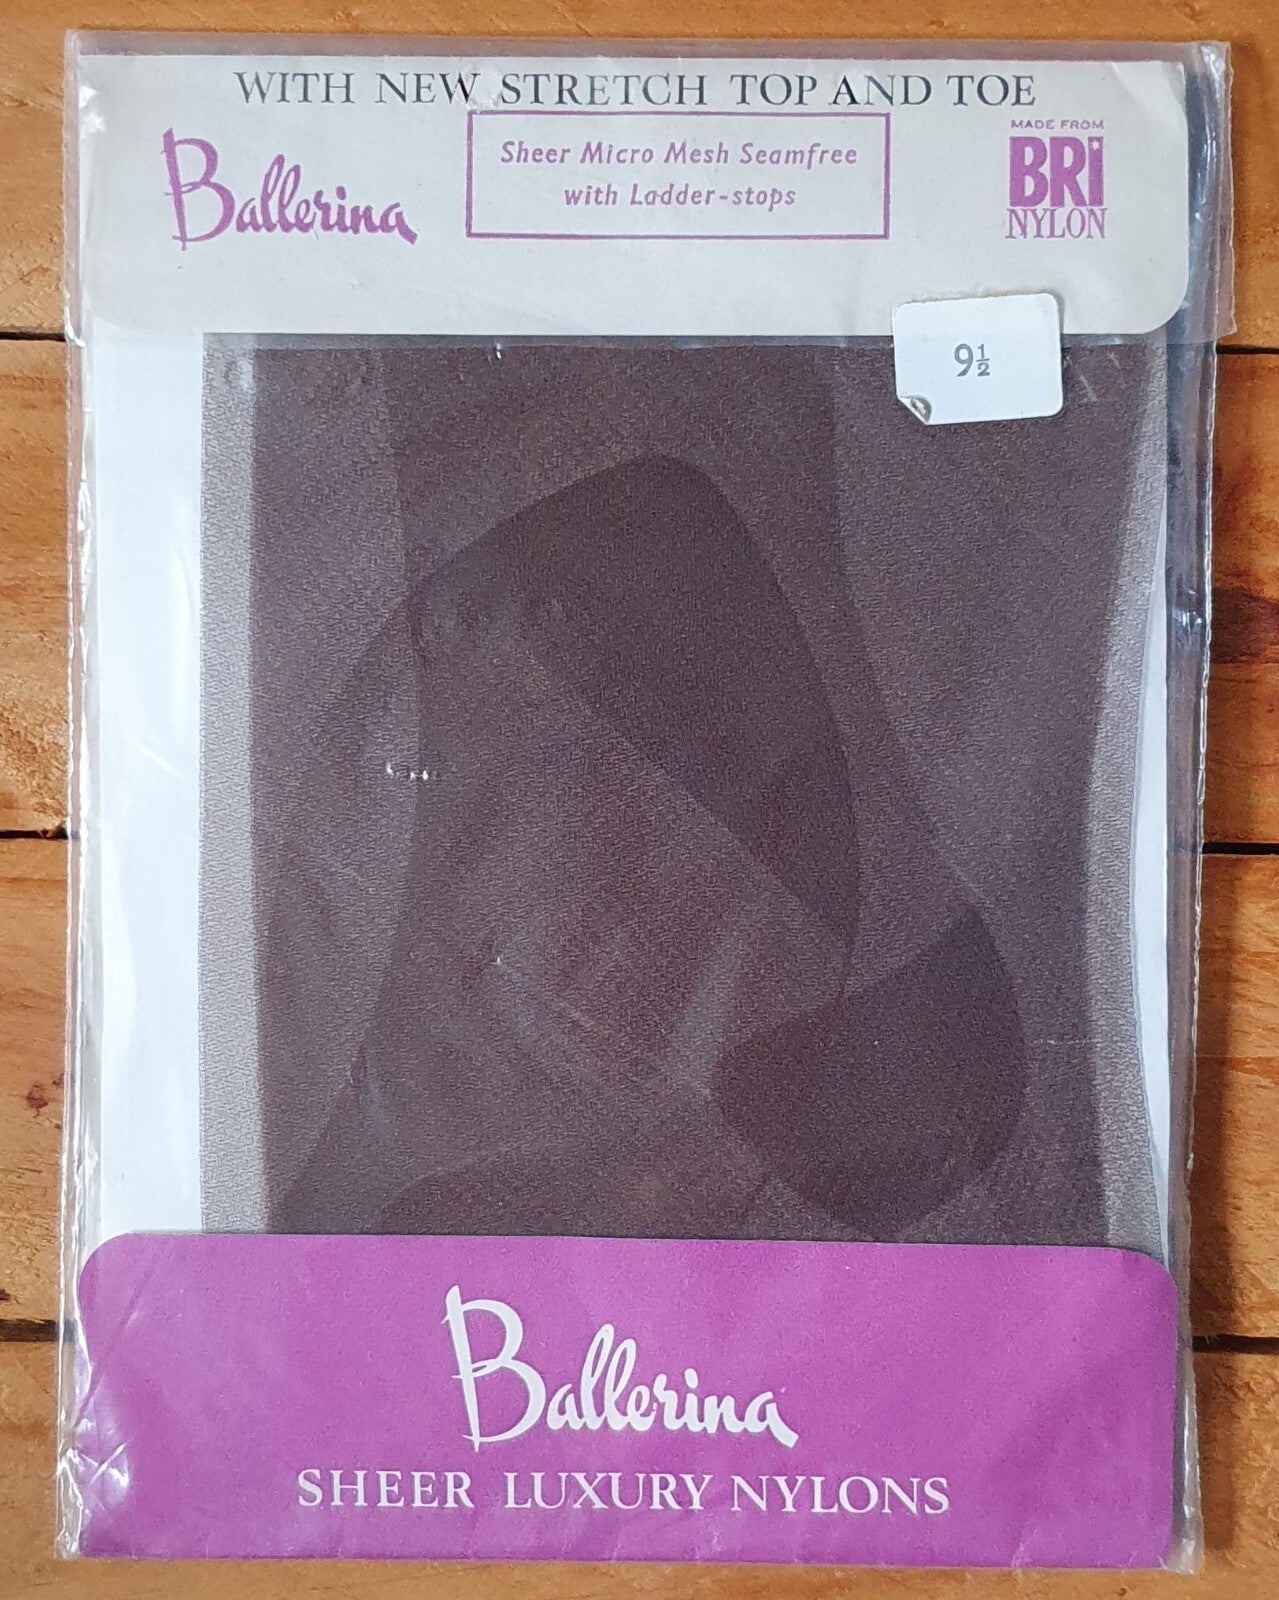 WITH NEW STRETCH TOP AND TOE
Ballerina
Sheer Micro Mesh Seamfree
with Ladder-stops
MADE FROM
BRI
NYLON
9½
Ballerina
SHEER LUXURY NYLONS